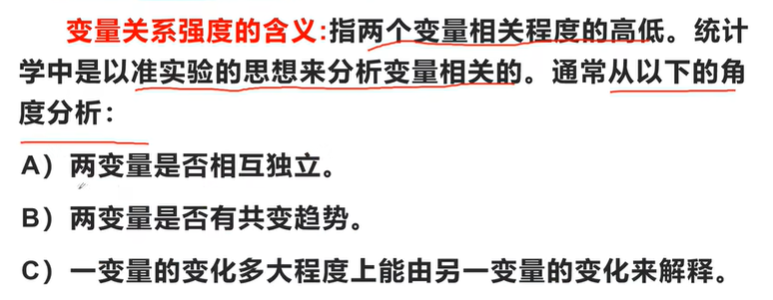 变量关系强度的含义:指两个变量相关程度的高低。统计
学中是以准实验的思想来分析变量相关的。通常从以下的角
度分析：
A）两变量是否相互独立。
B）两变量是否有共变趋势。
C）一变量的变化多大程度上能由另一变量的变化来解释。